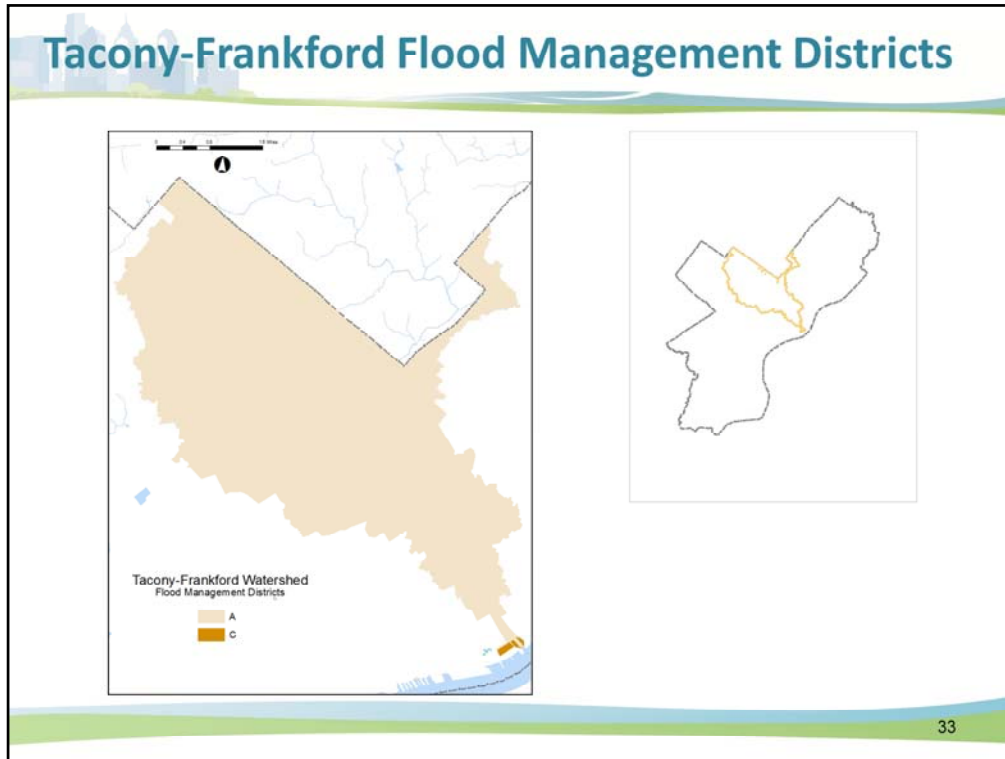 Tacony-Frankford Flood Management Districts
Tacony-Frankford Watershed
Flood Management Districts
A
C
33